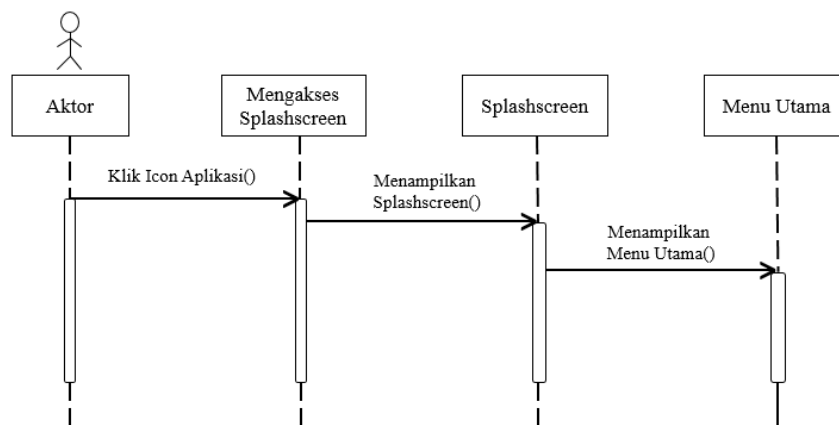 Aktor
Mengakses
Splashscreen
Splashscreen
Menu Utama
Klik Icon Aplikasi()
Menampilkan
Splashscreen()
Menampilkan
Menu Utama()